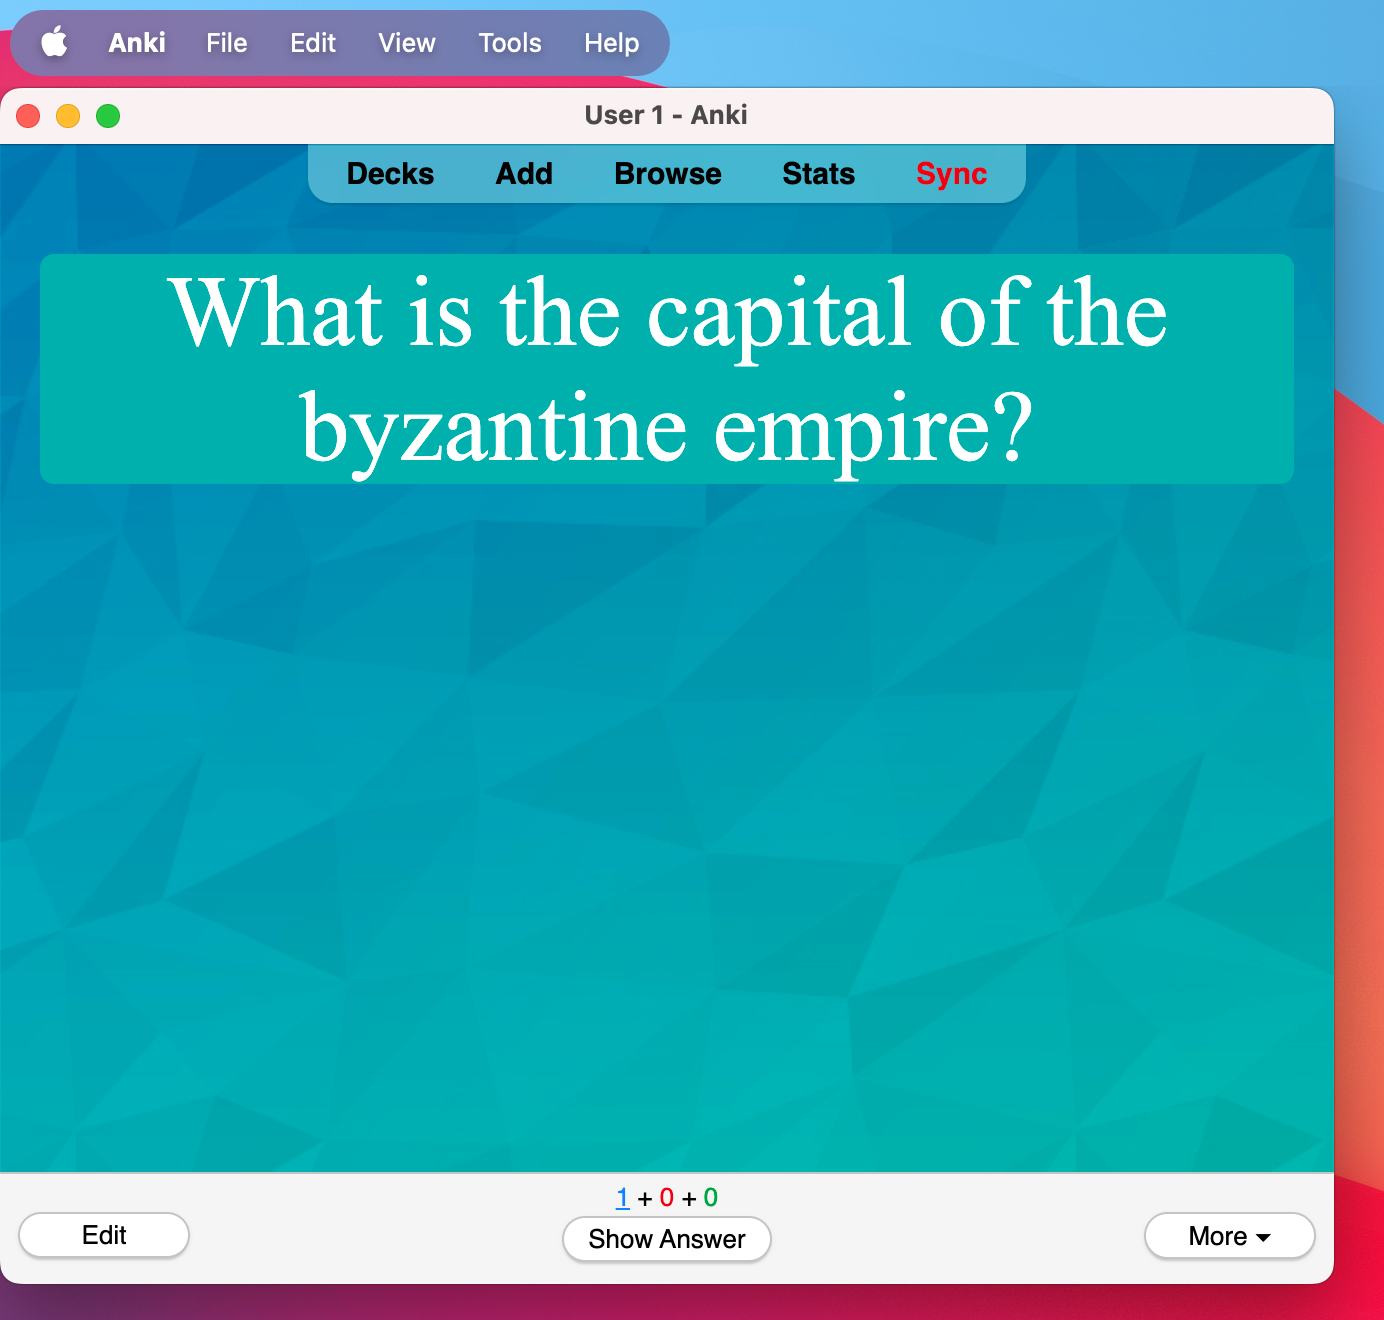 Anki File Edit View Tools Help
User 1 - Anki
Decks Add Browse Stats Sync
What is the capital of the
byzantine empire?
1 + 0 + 0
Edit Show Answer More